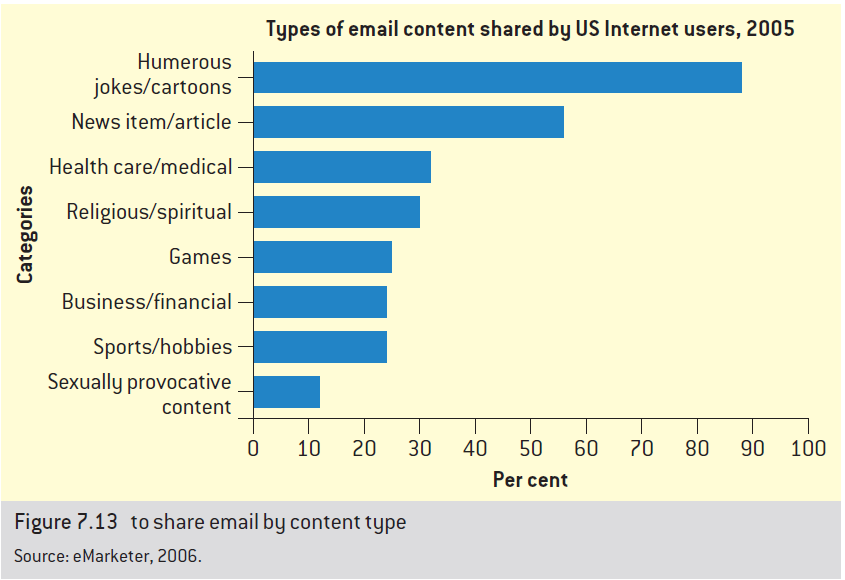 Types of email content shared by US Internet users, 2005
Humerous
jokes/cartoons
News item/article
Health care/medical
Religious/spiritual
Games
Business/financial
Sports/hobbies
Sexually provocative
content
Categories
0 10 20 30 40 50 60 70 80 90 100
Per cent
Figure 7.13 to share email by content type
Source: eMarketer, 2006.